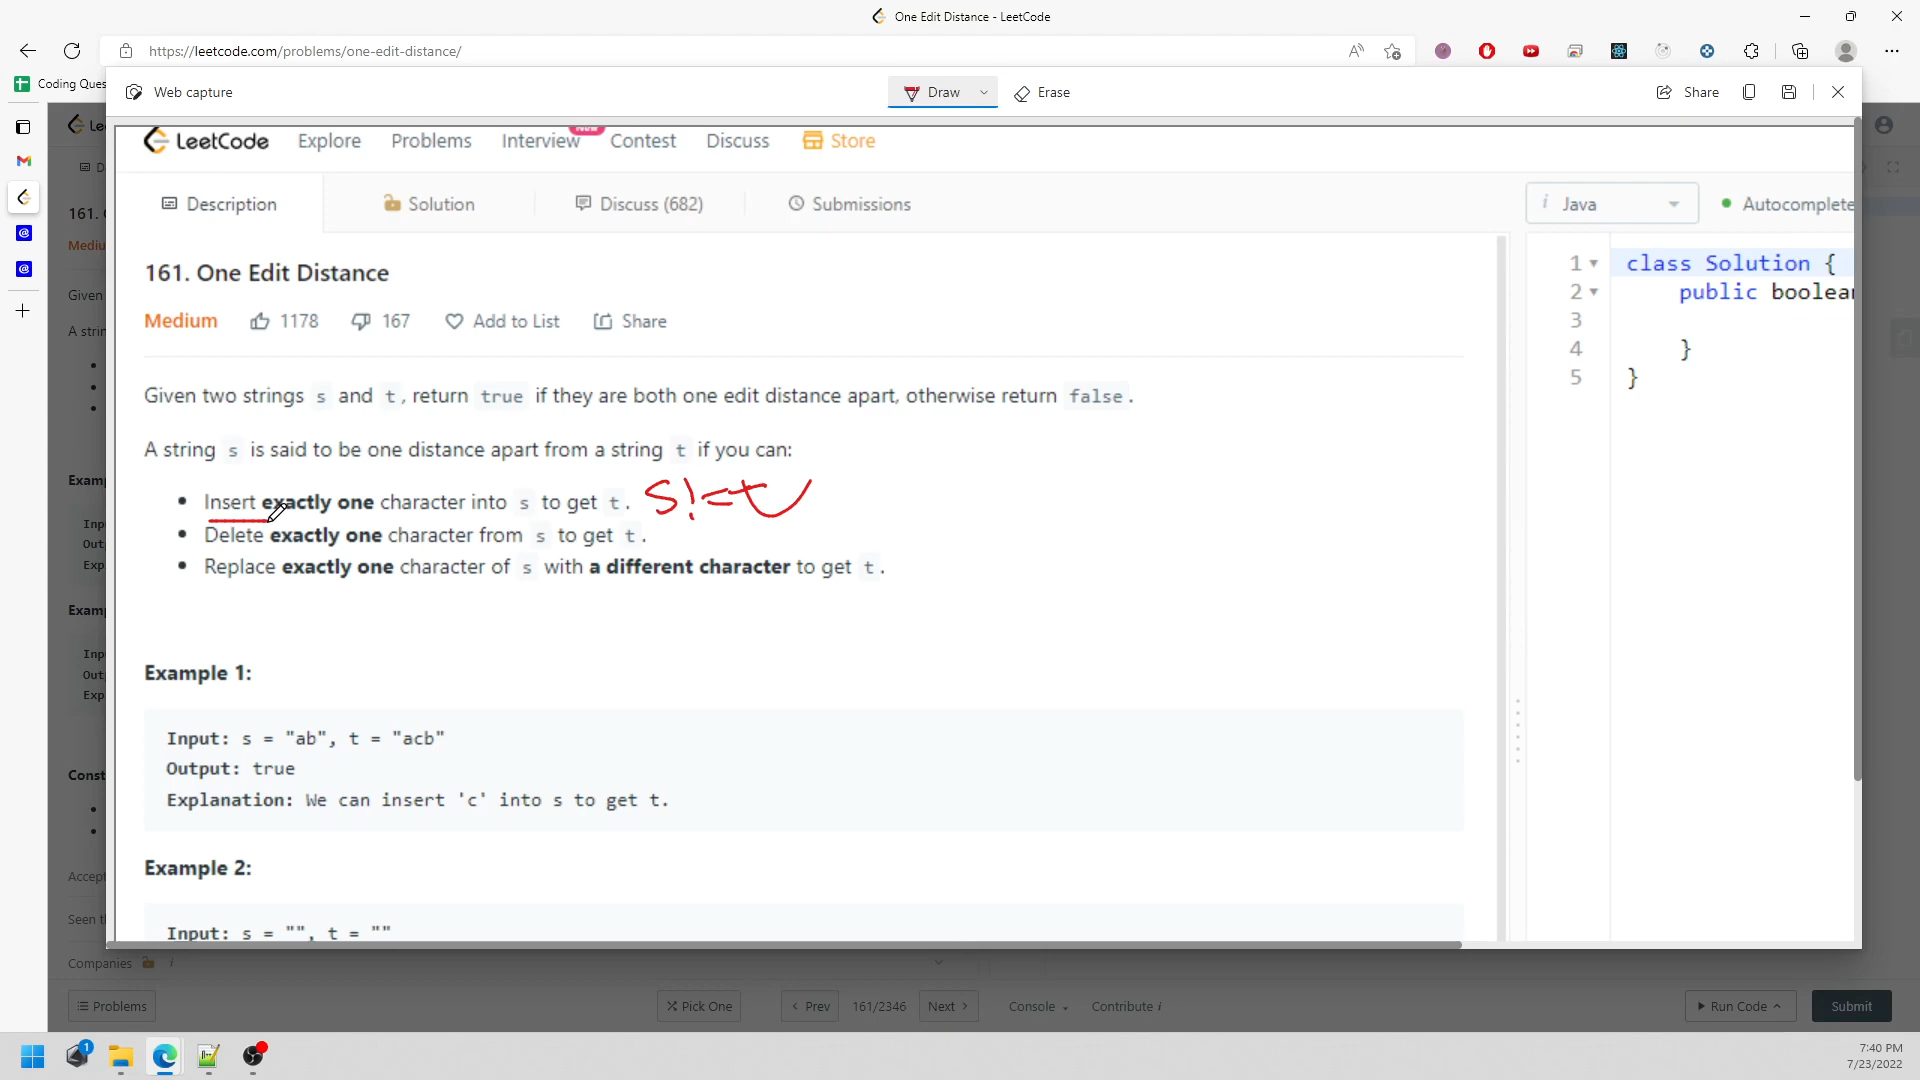 One Edit Distance - LeetCode
https://leetcode.com/problems/one-edit-distance/
Coding Ques
Web capture
Draw
Erase
Share
LeetCode
Explore
Problems
Interview
New
Contest
Discuss
Store
Description
Solution
Discuss (682)
Submissions
i Java
Autocomplete
161. One Edit Distance
Medium
1178
167
Add to List
Share
Given two strings s and t, return true if they are both one edit distance apart, otherwise return false.
A string s is said to be one distance apart from a string t if you can:
Insert exactly one character into s to get t.
s!=t
Delete exactly one character from s to get t.
Replace exactly one character of s with a different character to get t.
Example 1:
Input: s = "ab", t = "acb"
Output: true
Explanation: We can insert 'c' into s to get t.
Example 2:
Input: s = "", t = ""
1 class Solution {
2 public boolean
3
4 }
5 }
Le
D
161. 
Mediu
Given
A strin
Examp
Inp
Out
Exp
Examp
Inp
Out
Exp
Const
Accept
Seen t
Companies
i
Problems
Pick One
Prev
161/2346
Next
Console
Contribute i
Run Code
Submit
1
7:40 PM
7/23/2022